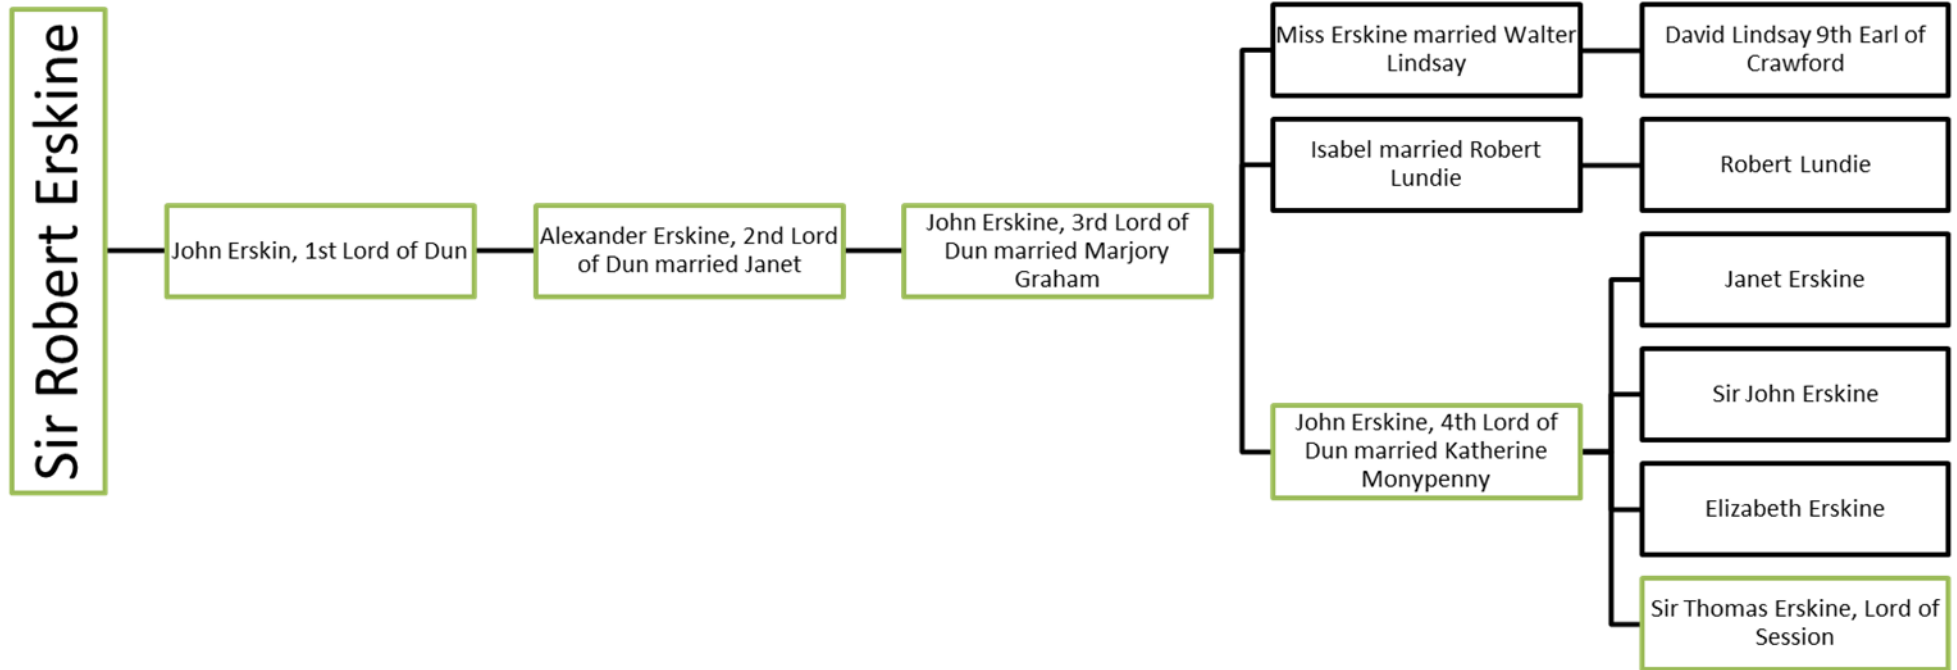 Sir Robert Erskine
John Erskin, 1st Lord of Dun
Alexander Erskine, 2nd Lord
of Dun married Janet
John Erskine, 3rd Lord of
Dun married Marjory
Graham
Miss Erskine married Walter
Lindsay
David Lindsay 9th Earl of
Crawford
Isabel married Robert
Lundie
Robert Lundie
John Erskine, 4th Lord of
Dun married Katherine
Monypenny
Janet Erskine
Sir John Erskine
Elizabeth Erskine
Sir Thomas Erskine, Lord of
Session